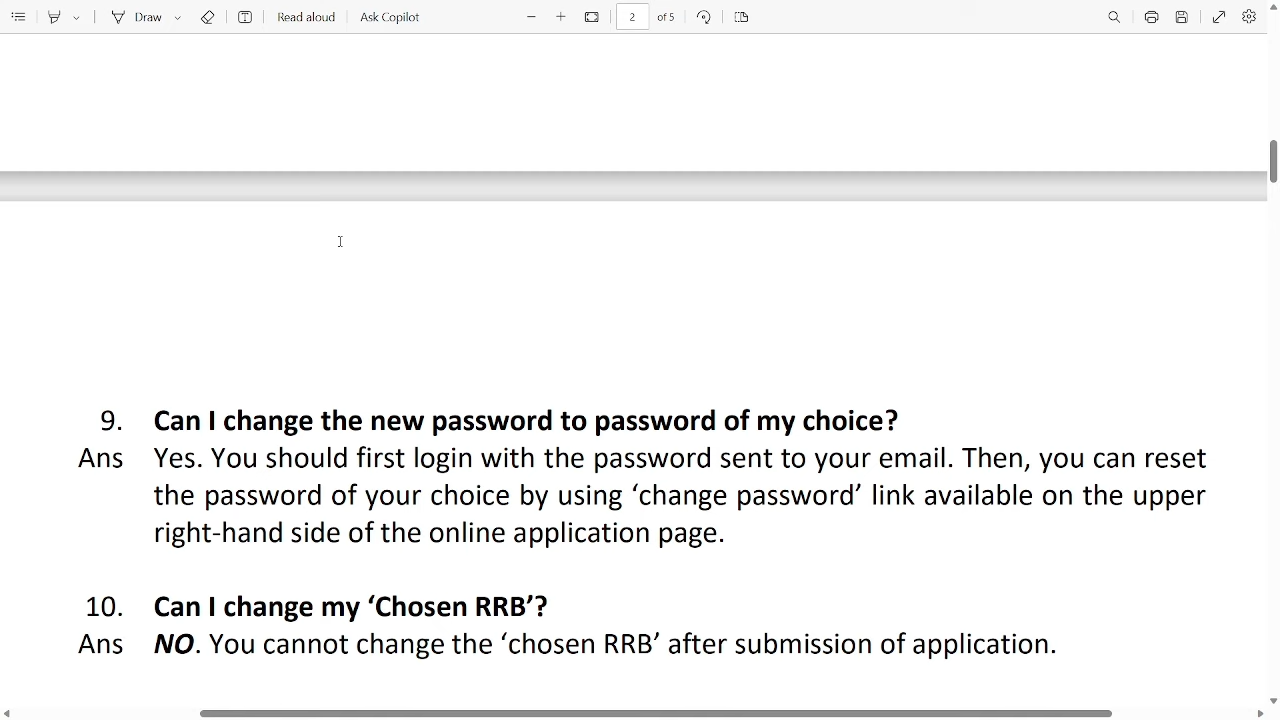 Draw Read aloud Ask Copilot 2 of 5
9. Can I change the new password to password of my choice?
Ans Yes. You should first login with the password sent to your email. Then, you can reset
the password of your choice by using ‘change password’ link available on the upper
right-hand side of the online application page.
10. Can I change my ‘Chosen RRB’?
Ans NO. You cannot change the ‘chosen RRB’ after submission of application.